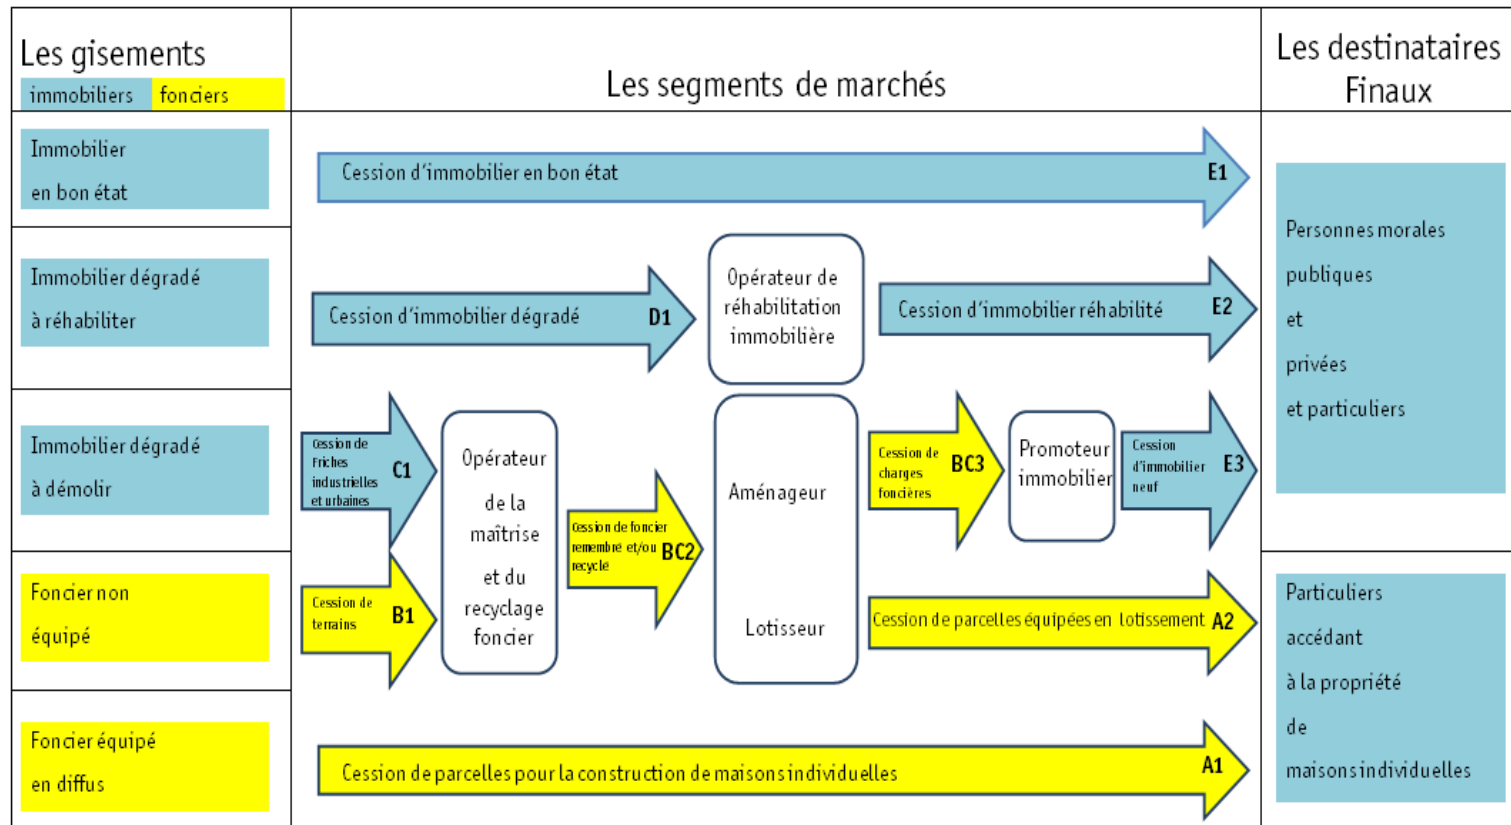 Les gisements
immobiliers fonciers
Les segments de marchés
Les destinataires
Finaux
Immobilier
en bon état
Cession d'immobilier en bon état E1
Immobilier dégradé
à réhabiliter
Cession d'immobilier dégradé D1
Opérateur de
réhabilitation
immobilière
Cession d'immobilier réhabilité E2
Personnes morales
publiques
et
privées
et particuliers
Immobilier dégradé
à démolir
Cession de
Friches
industrielles
et urbaines
C1
Opérateur
de la
maîtrise
et du
recyclage
foncier
Cession de foncier
remembré et/ou
recyclé
BC2
Aménageur
Lotisseur
Cession de
charges
foncières
BC3
Promoteur
immobilier
Cession
d'immobilier
neuf
E3
Foncier non
équipé
Cession de
terrains
B1
Cession de parcelles équipées en lotissement A2
Particuliers
accédant
à la propriété
de
maisons individuelles
Foncier équipé
en diffus
Cession de parcelles pour la construction de maisons individuelles A1